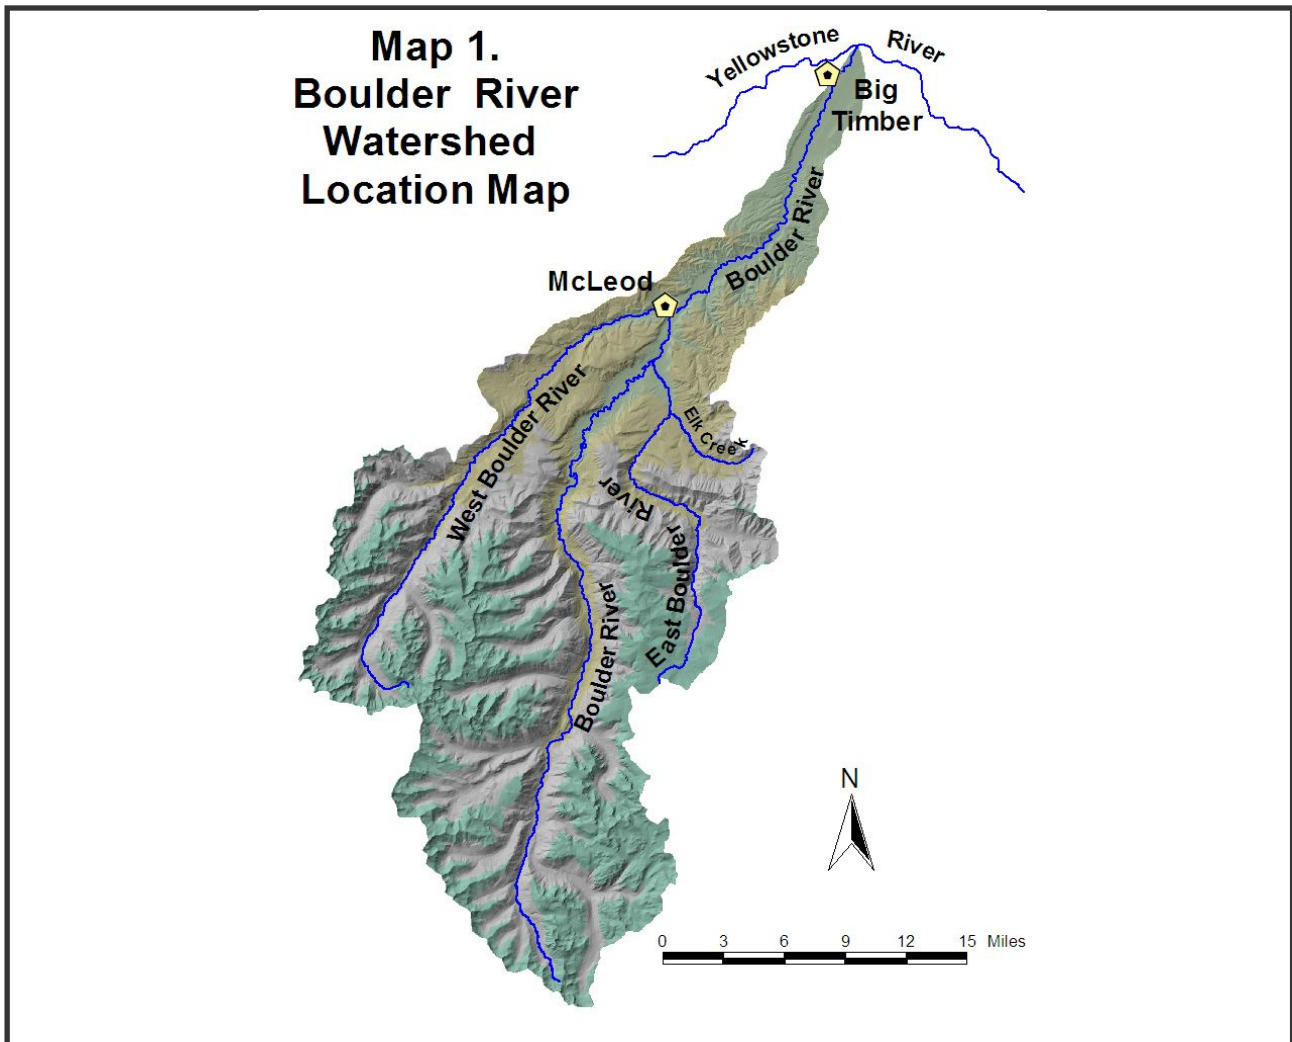 Map 1.
Boulder River
Watershed
Location Map
Yellowstone River
Big
Timber
Boulder River
McLeod
West Boulder River
Elk Creek
East Boulder River
Boulder River
N
0 3 6 9 12 15 Miles